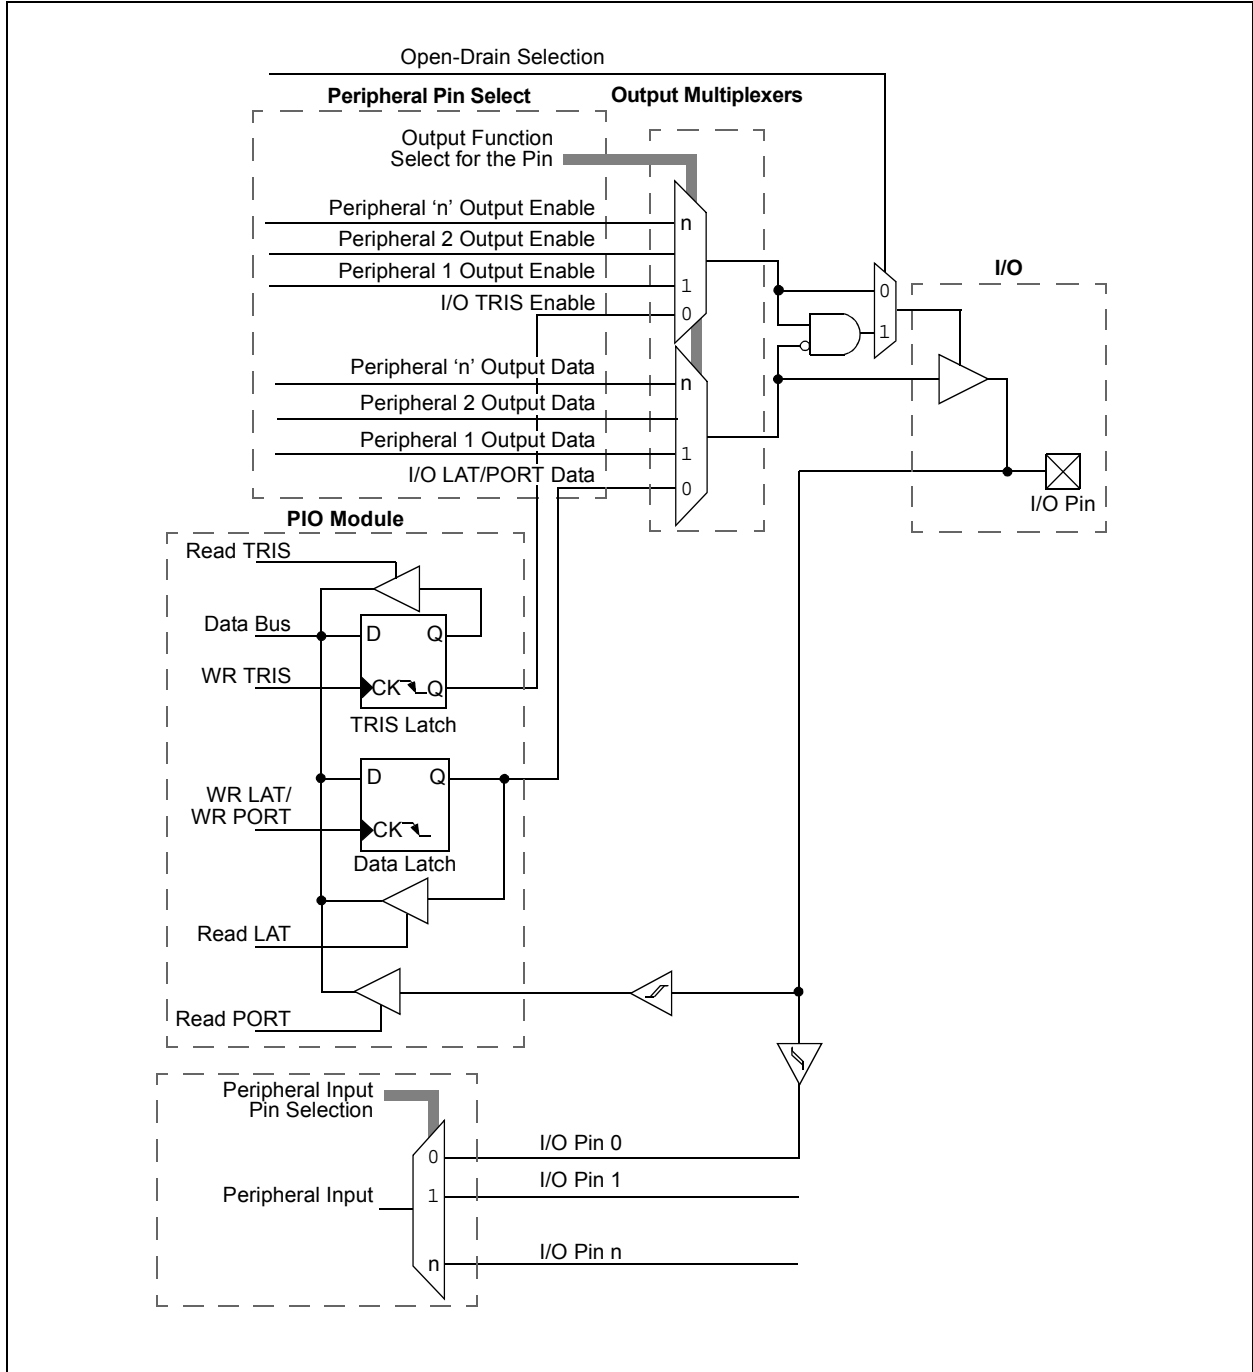 Open-Drain Selection
Peripheral Pin Select
Output Multiplexers
Output Function
Select for the Pin
Peripheral ‘n’ Output Enable
n
Peripheral 2 Output Enable
Peripheral 1 Output Enable
1
I/O TRIS Enable
0
I/O
0
1
Peripheral ‘n’ Output Data
n
Peripheral 2 Output Data
Peripheral 1 Output Data
1
I/O LAT/PORT Data
0
I/O Pin
PIO Module
Read TRIS
Data Bus
D
Q
WR TRIS
CK
Q
TRIS Latch
D
Q
WR LAT/
WR PORT
CK
Data Latch
Read LAT
Read PORT
Peripheral Input
Pin Selection
0
I/O Pin 0
Peripheral Input
1
I/O Pin 1
n
I/O Pin n